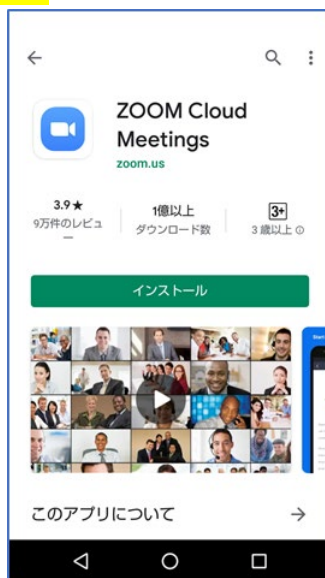 ZOOM Cloud
Meetings
zoom.us
3.9★
9万件のレビュ
ー
1億以上
ダウンロード数
3+
3 歳以上
インストール
Start
このアプリについて